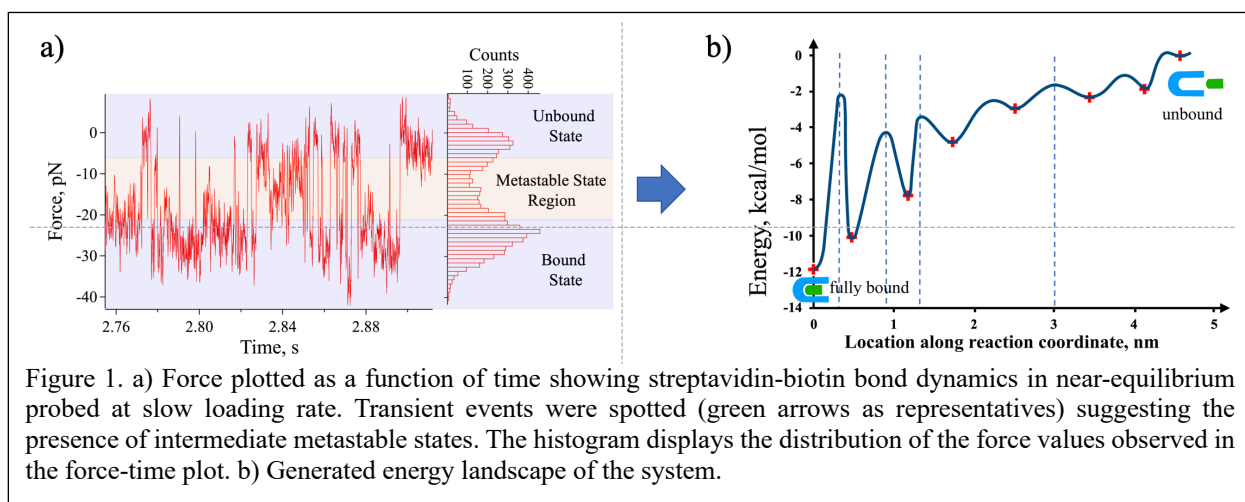 a)
Counts
100
200
300
400
Force, pN
0
-10
-20
-30
-40
Unbound
State
Metastable State
Region
Bound
State
2.76
2.80
2.84
2.88
Time, s
b)
Energy, kcal/mol
0
-2
-4
-6
-8
-10
-12
-14
unbound
fully bound
0
1
2
3
4
5
Location along reaction coordinate, nm
Figure 1. a) Force plotted as a function of time showing streptavidin-biotin bond dynamics in near-equilibrium
probed at slow loading rate. Transient events were spotted (green arrows as representatives) suggesting the
presence of intermediate metastable states. The histogram displays the distribution of the force values observed in
the force-time plot. b) Generated energy landscape of the system.